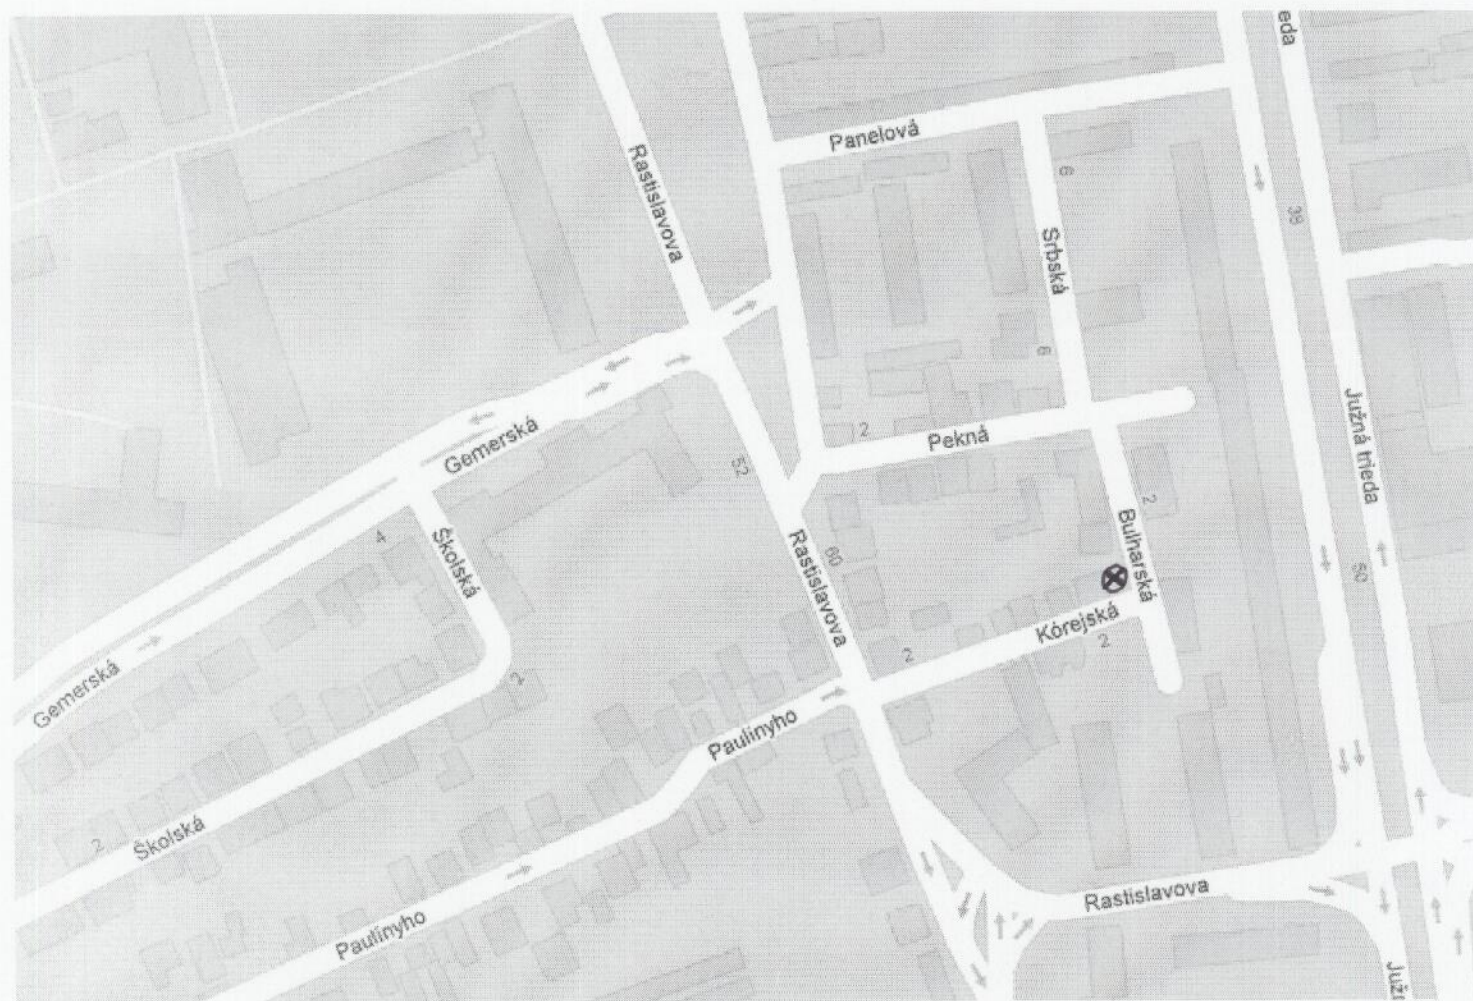 eda
Panelová
Rastislavova
6
38
Srbská
6
Južná trieda
2
Pekná
Gemerská
52
2
Bulharská
4
Školská
60
Rastislavova
50
Kórejská
2
2
Gemerská
2
Paulínyho
2
Školská
Rastislavova
Paulínyho
Juž